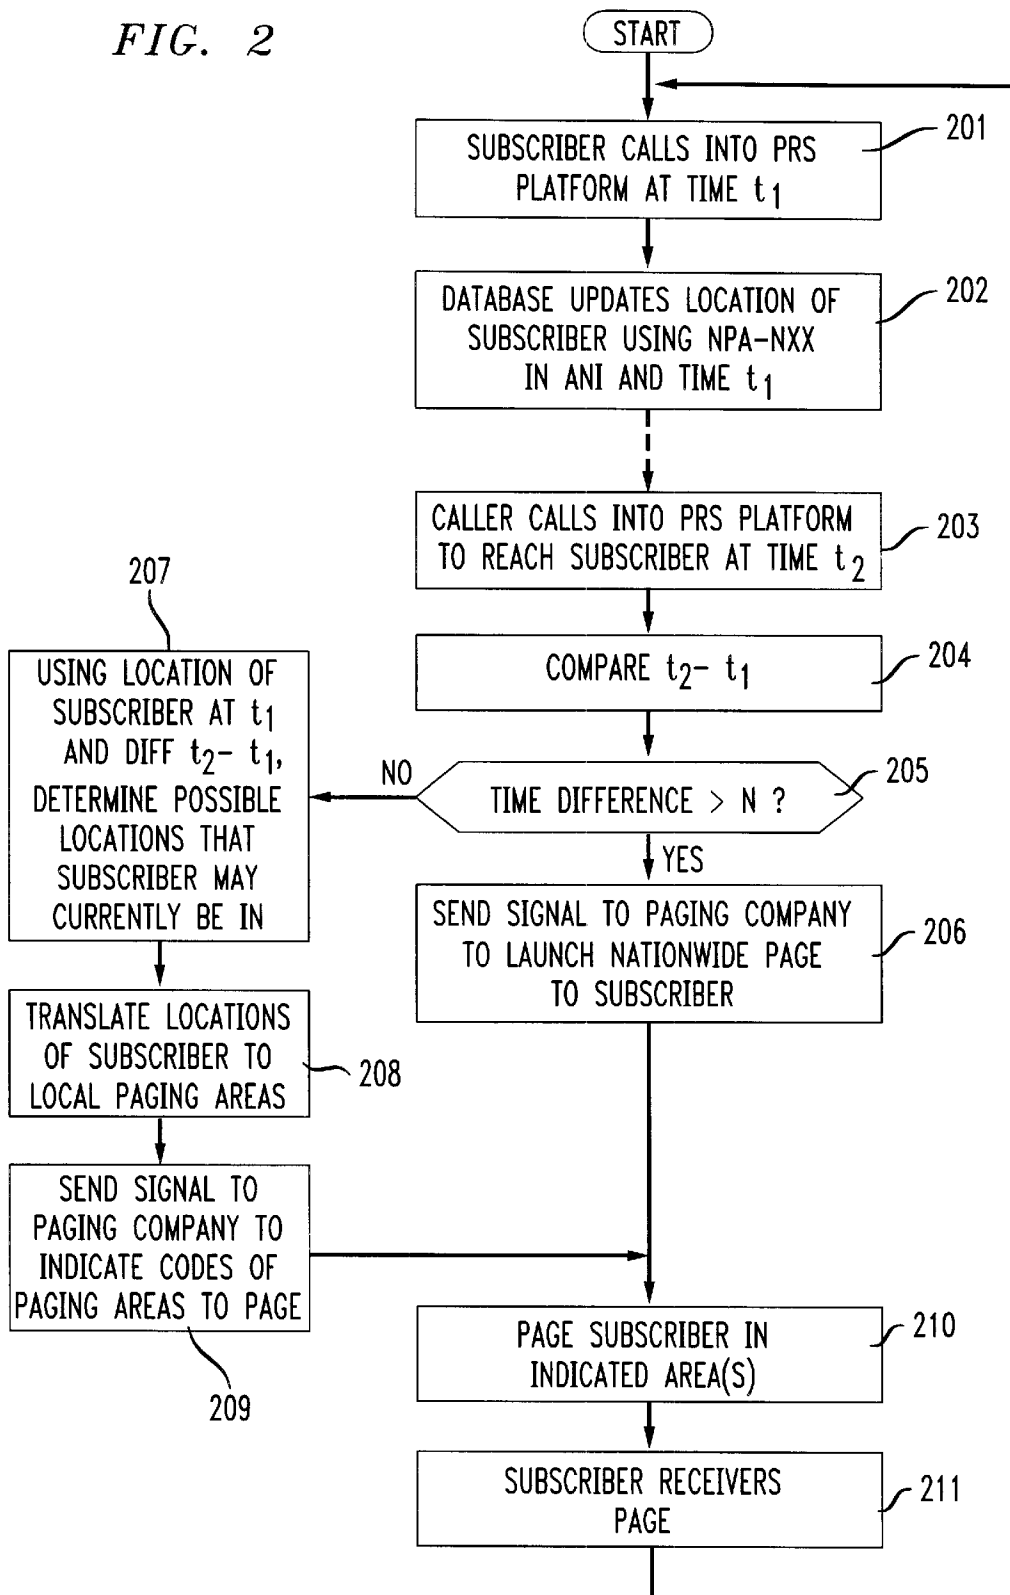 FIG. 2
START
201
SUBSCRIBER CALLS INTO PRS
PLATFORM AT TIME t1
202
DATABASE UPDATES LOCATION OF
SUBSCRIBER USING NPA-NXX
IN ANI AND TIME t1
203
CALLER CALLS INTO PRS PLATFORM
TO REACH SUBSCRIBER AT TIME t2
204
COMPARE t2- t1
205
TIME DIFFERENCE > N ?
NO
YES
207
USING LOCATION OF
SUBSCRIBER AT t1
AND DIFF t2- t1,
DETERMINE POSSIBLE
LOCATIONS THAT
SUBSCRIBER MAY
CURRENTLY BE IN
206
SEND SIGNAL TO PAGING COMPANY
TO LAUNCH NATIONWIDE PAGE
TO SUBSCRIBER
TRANSLATE LOCATIONS
OF SUBSCRIBER TO
LOCAL PAGING AREAS
208
SEND SIGNAL TO
PAGING COMPANY TO
INDICATE CODES OF
PAGING AREAS TO PAGE
209
210
PAGE SUBSCRIBER IN
INDICATED AREA(S)
211
SUBSCRIBER RECEIVERS
PAGE